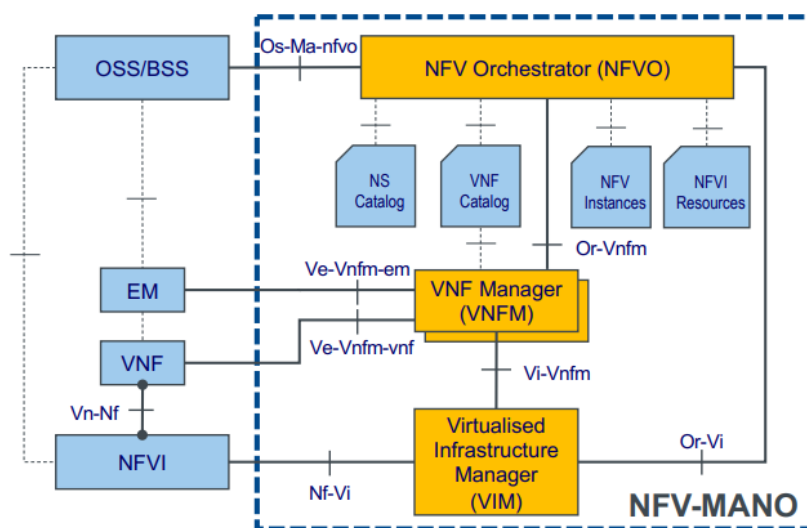 Os-Ma-nfvo
OSS/BSS
NFV Orchestrator (NFVO)
NS
Catalog
VNF
Catalog
NFV
Instances
NFVI
Resources
Or-Vnfm
Ve-Vnfm-em
EM
VNF Manager
(VNFM)
Ve-Vnfm-vnf
VNF
Vi-Vnfm
Vn-Nf
Virtualised
Infrastructure
Manager
(VIM)
Or-Vi
NFVI
Nf-Vi
NFV-MANO